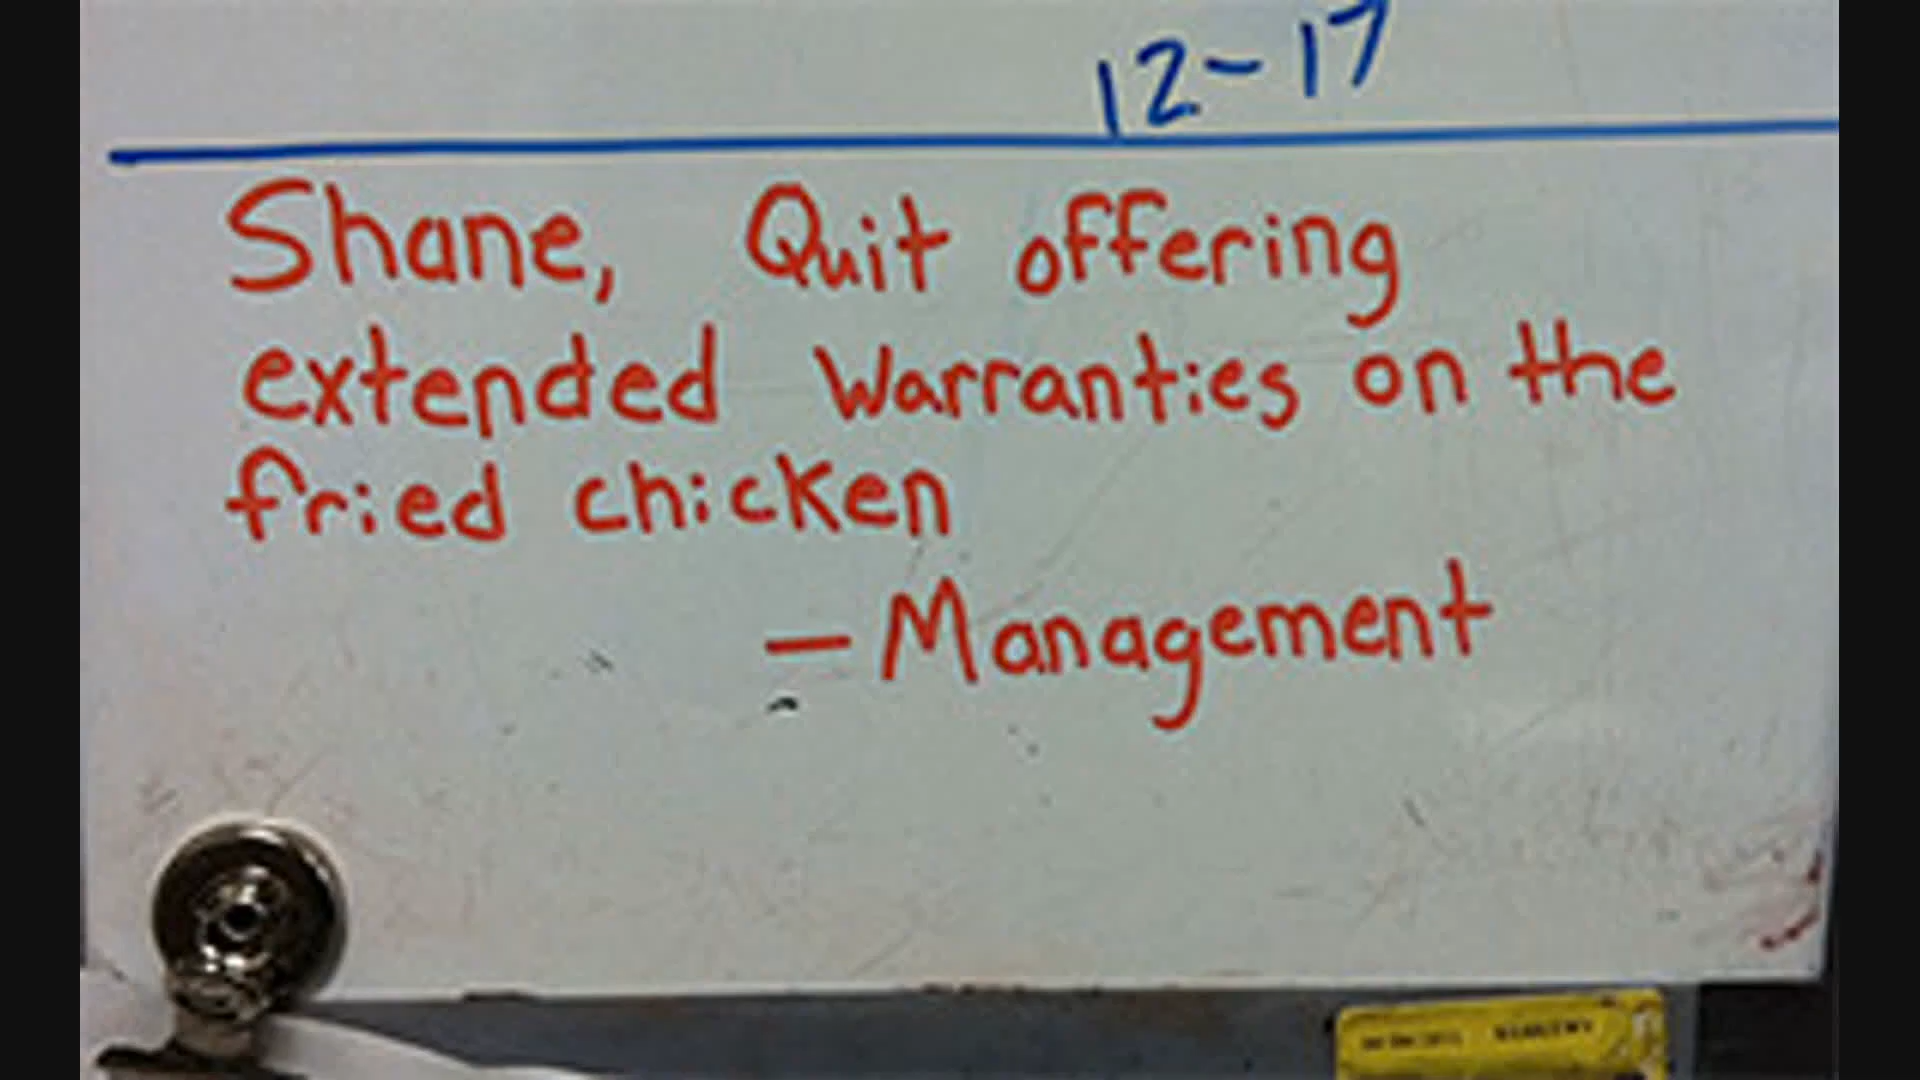 12-17
Shane, Quit offering
extended Warranties on the
fried chicken
- Management